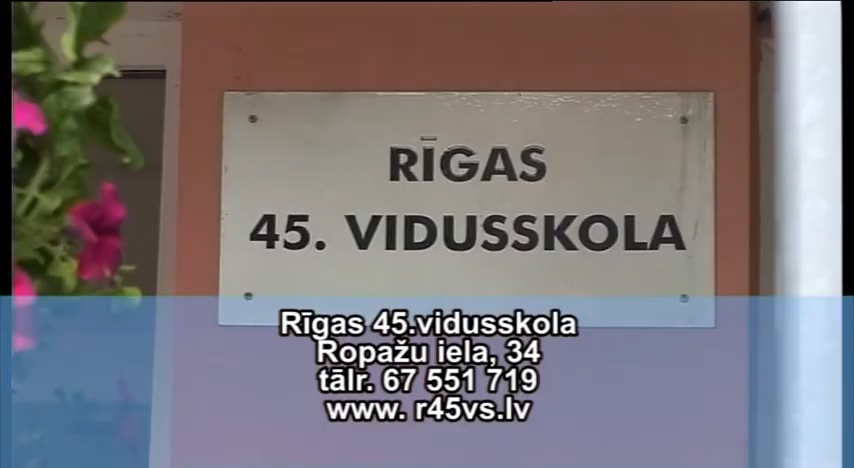 RĪGAS
45. VIDUSSKOLA
Rīgas 45.vidusskola
Ropažu iela, 34
tālr. 67 551 719
www. r45vs.lv